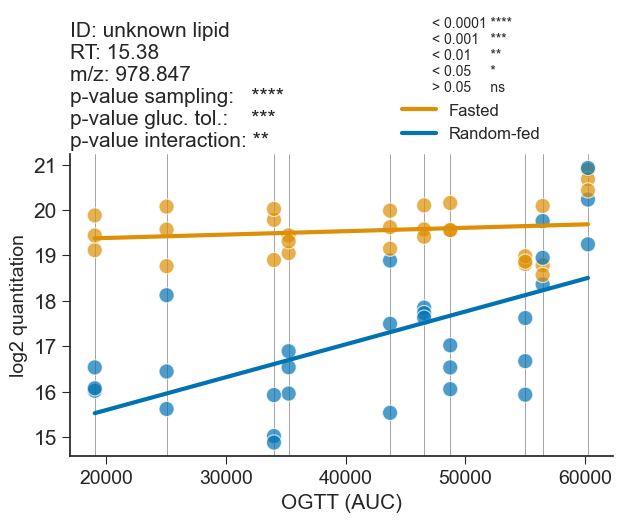 ID: unknown lipid
RT: 15.38
m/z: 978.847
p-value sampling: ****
p-value gluc. tol.: ***
p-value interaction: **
< 0.0001 ****
< 0.001 ***
< 0.01 **
< 0.05 *
> 0.05 ns
Fasted
Random-fed
log2 quantitation
21
20
19
18
17
16
15
20000 30000 40000 50000 60000
OGTT (AUC)